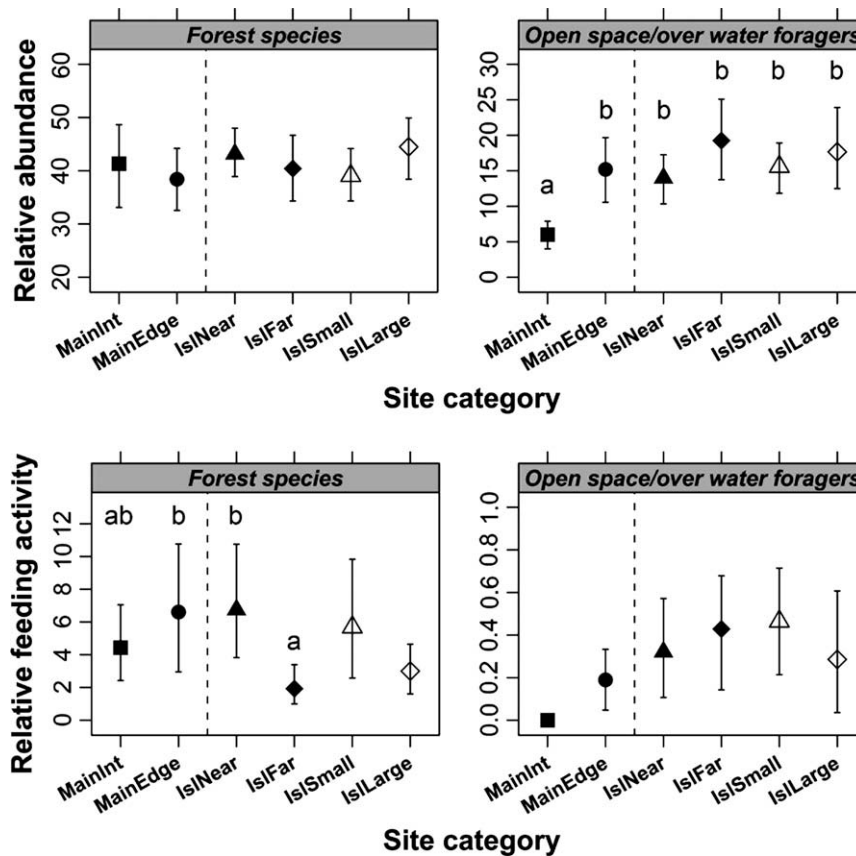 Forest species
Open space/over water foragers
Relative abundance
60
50
40
30
20
30
25
20
15
10
5
0
a
b
b
b
b
b
MainInt
MainEdge
IslNear
IslFar
IslSmall
IslLarge
MainInt
MainEdge
IslNear
IslFar
IslSmall
IslLarge
Site category
Forest species
Open space/over water foragers
Relative feeding activity
12
10
8
6
4
2
0
ab
b
b
a
1.0
0.8
0.6
0.4
0.2
0.0
MainInt
MainEdge
IslNear
IslFar
IslSmall
IslLarge
MainInt
MainEdge
IslNear
IslFar
IslSmall
IslLarge
Site category